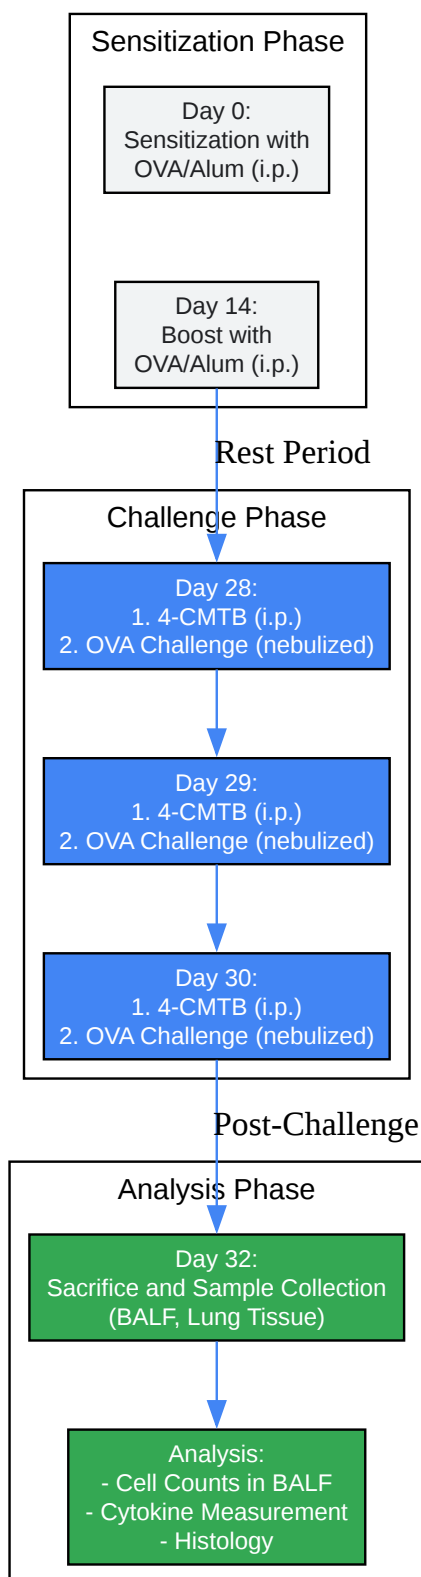 Sensitization Phase
Day 0:
Sensitization with
OVA/Alum (i.p.)
Day 14:
Boost with
OVA/Alum (i.p.)
Rest Period
Challenge Phase
Day 28:
1. 4-CMTB (i.p.)
2. OVA Challenge (nebulized)
Day 29:
1. 4-CMTB (i.p.)
2. OVA Challenge (nebulized)
Day 30:
1. 4-CMTB (i.p.)
2. OVA Challenge (nebulized)
Post-Challenge
Analysis Phase
Day 32:
Sacrifice and Sample Collection
(BALF, Lung Tissue)
Analysis:
- Cell Counts in BALF
- Cytokine Measurement
- Histology